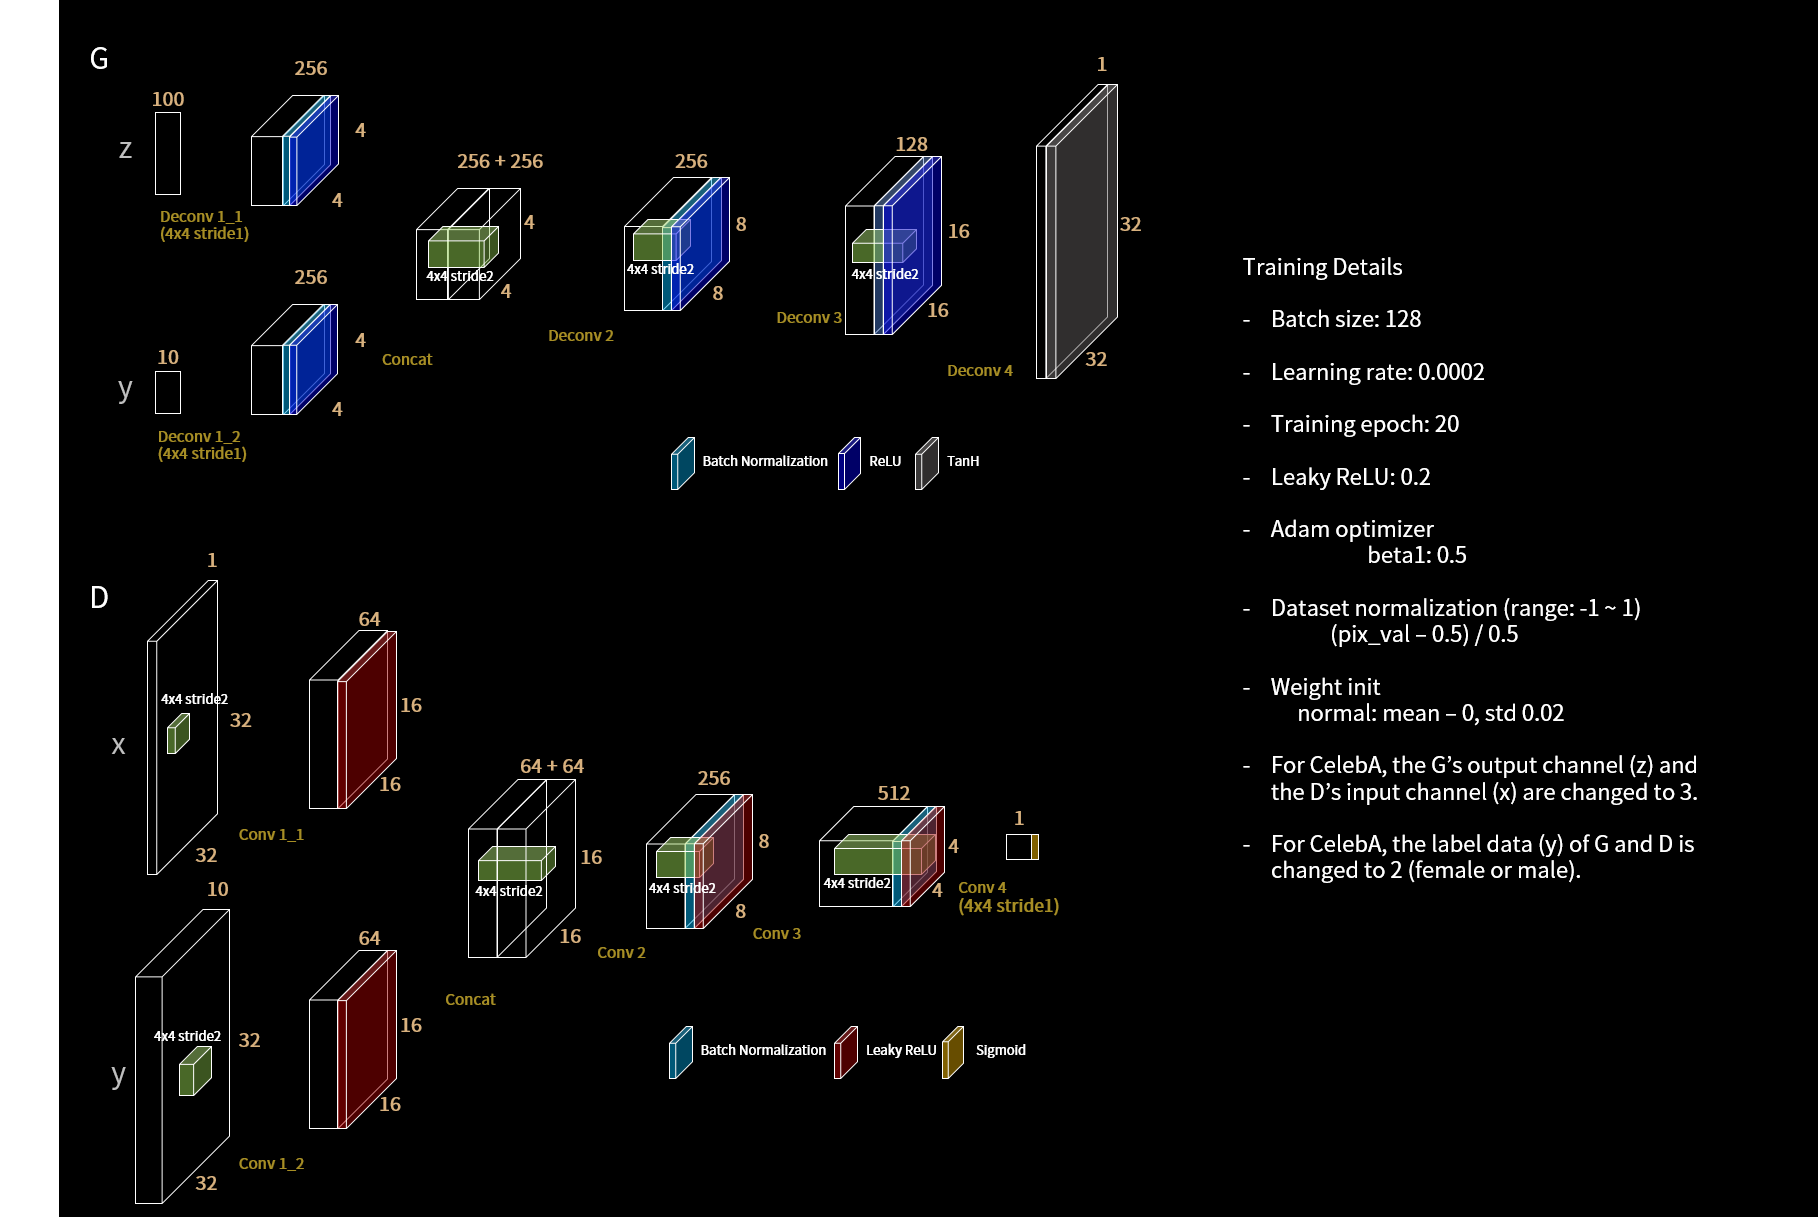 G
z
100
Deconv 1_1
(4x4 stride1)
256
4
4
y
10
Deconv 1_2
(4x4 stride1)
256
4
4
Concat
256 + 256
4
4
4x4 stride2
Deconv 2
256
8
8
4x4 stride2
Deconv 3
128
16
16
4x4 stride2
Deconv 4
1
32
32
Batch Normalization
ReLU
TanH
D
x
1
4x4 stride2
32
32
Conv 1_1
64
16
16
y
10
4x4 stride2
32
32
Conv 1_2
64
16
16
Concat
64 + 64
16
16
4x4 stride2
Conv 2
256
8
8
4x4 stride2
Conv 3
512
4
4
4x4 stride2
Conv 4
(4x4 stride1)
1
Batch Normalization
Leaky ReLU
Sigmoid
Training Details
- Batch size: 128
- Learning rate: 0.0002
- Training epoch: 20
- Leaky ReLU: 0.2
- Adam optimizer
beta1: 0.5
- Dataset normalization (range: -1 ~ 1)
(pix_val – 0.5) / 0.5
- Weight init
normal: mean – 0, std 0.02
- For CelebA, the G’s output channel (z) and
the D’s input channel (x) are changed to 3.
- For CelebA, the label data (y) of G and D is
changed to 2 (female or male).